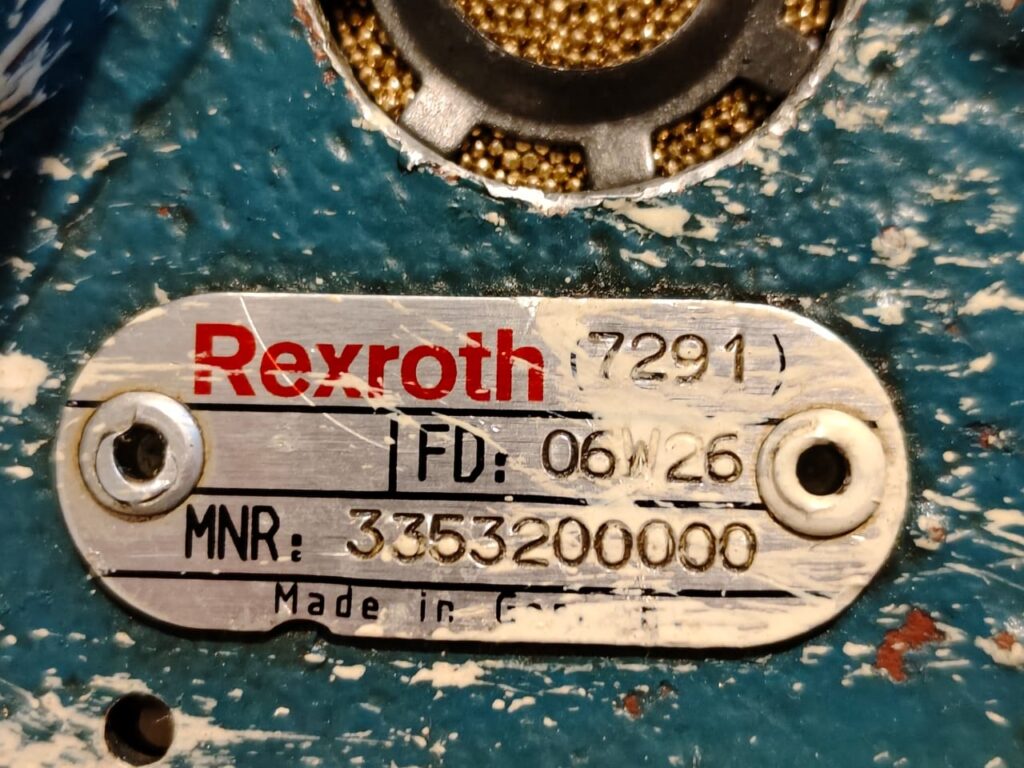 Rexroth (7291)
FD: 06W26
MNR: 3353200000
Made in